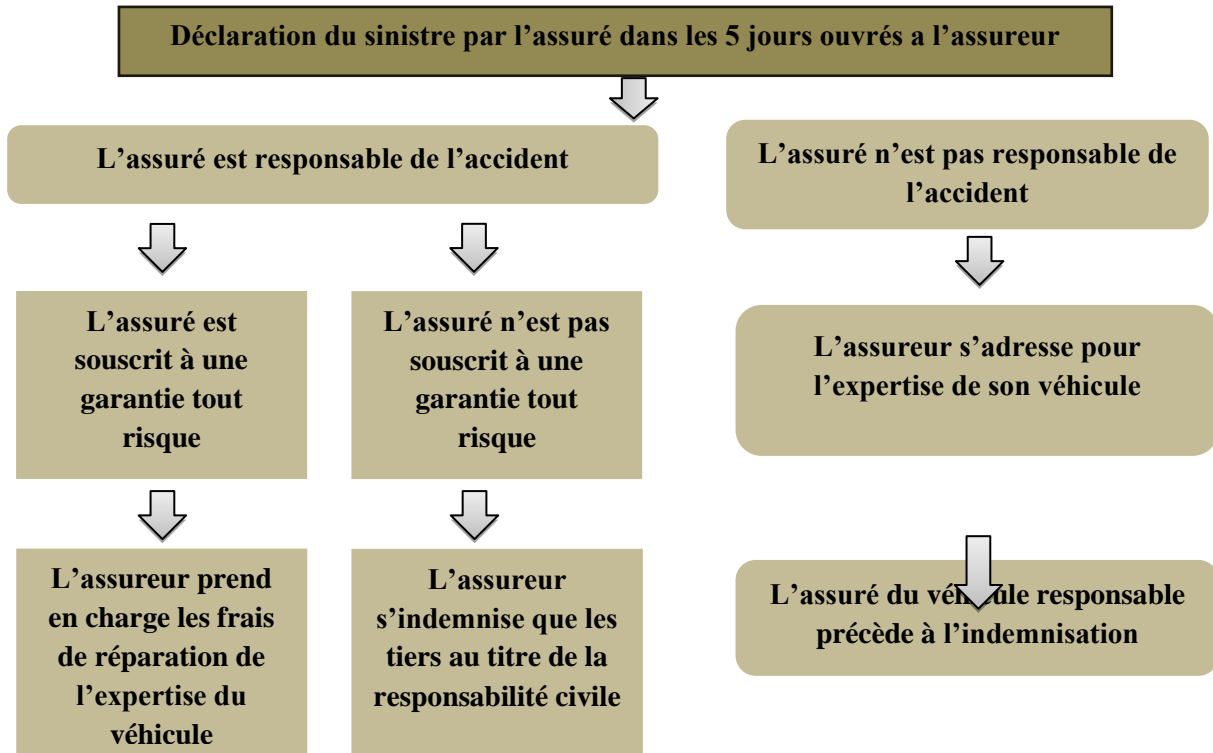 Déclaration du sinistre par l’assuré dans les 5 jours ouvrés a l’assureur
L’assuré est responsable de l’accident
L’assuré n’est pas responsable de
l’accident
L’assuré est
souscrit à une
garantie tout
risque
L’assuré n’est pas
souscrit à une
garantie tout
risque
L’assureur s’adresse pour
l’expertise de son véhicule
L’assureur prend
en charge les frais
de réparation de
l’expertise du
véhicule
L’assureur
s’indemnise que les
tiers au titre de la
responsabilité civile
L’assuré du véhicule responsable
précède à l’indemnisation